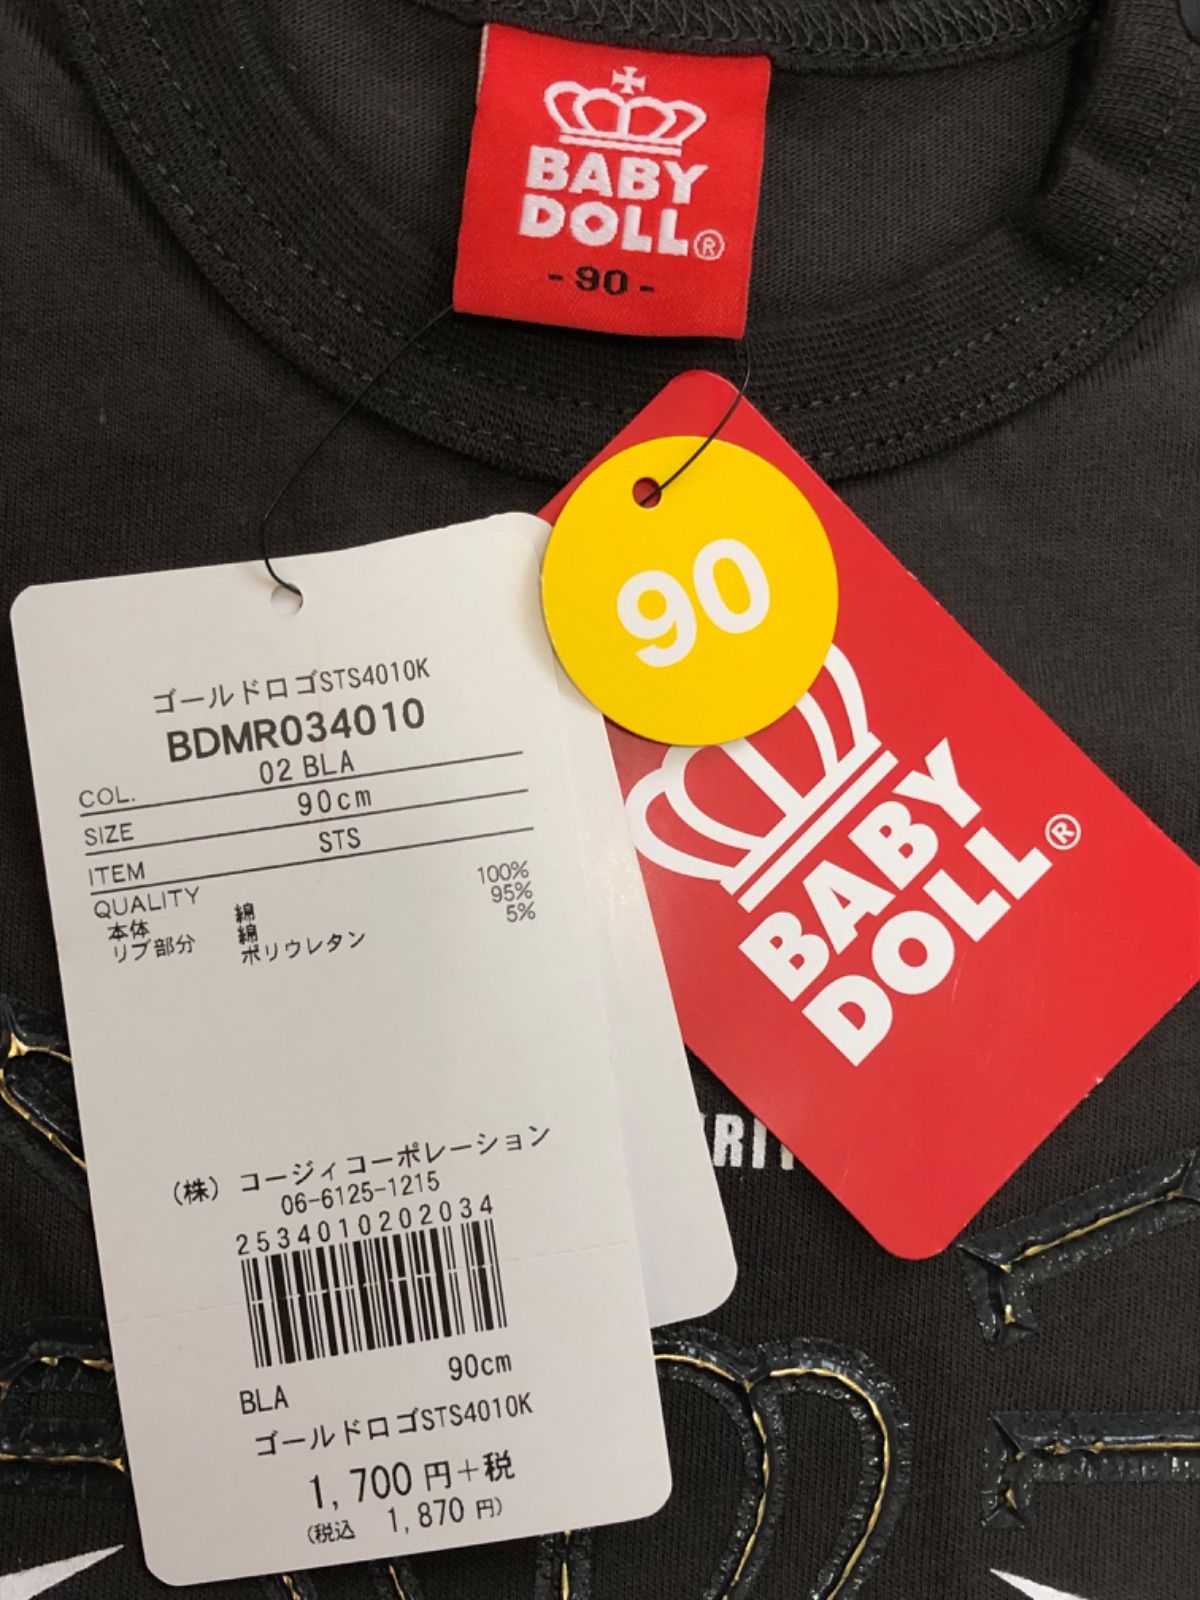 BABY
DOLL®
- 90 -
90
BABY
DOLL®
ゴールドロゴSTS4010K
BDMR034010
COL. 02 BLA
SIZE 90cm
ITEM STS
QUALITY
本体 綿 100%
リブ部分 綿 95%
ポリウレタン 5%
(株) コージィコーポレーション
06-6125-1215
2534010202034
BLA 90cm
ゴールドロゴSTS4010K
1,700 円+税
(税込 1,870 円)